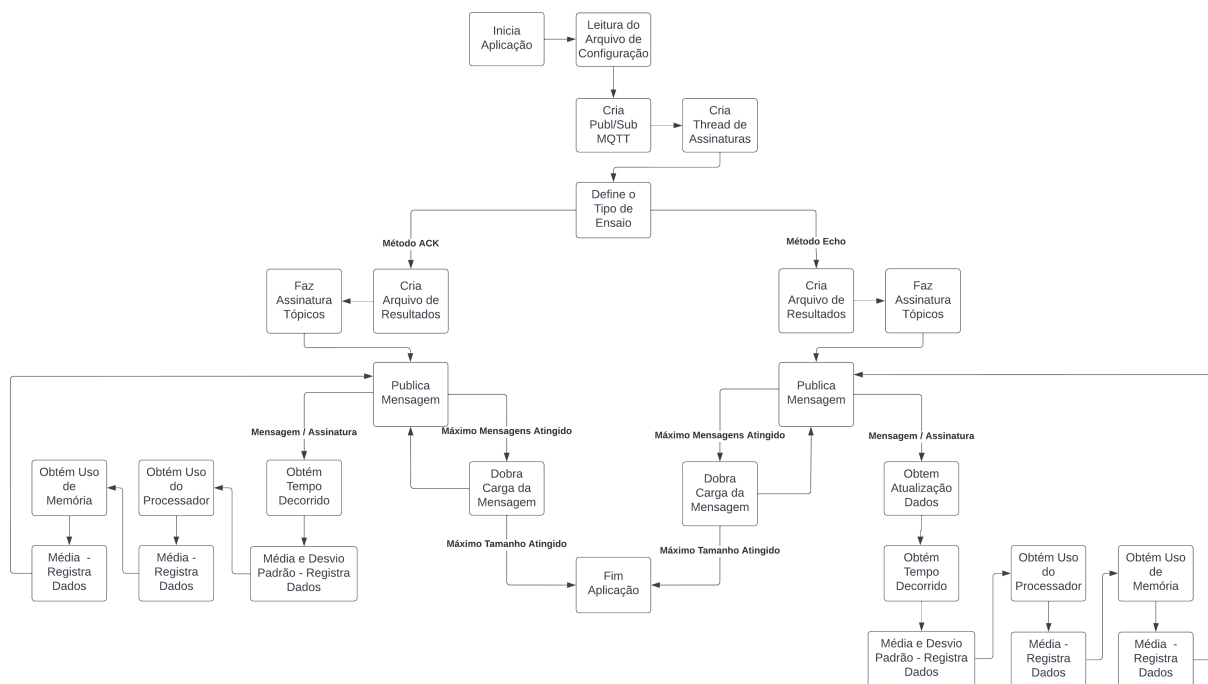 Inicia
Aplicação
Leitura do
Arquivo de
Configuração
Cria
Publ/Sub
MQTT
Cria
Thread de
Assinaturas
Define o
Tipo de
Ensaio
Método ACK
Método Echo
Faz
Assinatura
Tópicos
Cria
Arquivo de
Resultados
Cria
Arquivo de
Resultados
Faz
Assinatura
Tópicos
Publica
Mensagem
Publica
Mensagem
Mensagem / Assinatura
Máximo Mensagens Atingido
Máximo Mensagens Atingido
Mensagem / Assinatura
Obtém Uso
de
Memória
Obtém Uso
do
Processador
Obtém
Tempo
Decorrido
Dobra
Carga da
Mensagem
Dobra
Carga da
Mensagem
Obtem
Atualização
Dados
Máximo Tamanho Atingido
Máximo Tamanho Atingido
Média -
Registra
Dados
Média -
Registra
Dados
Média e Desvio
Padrão - Registra
Dados
Fim
Aplicação
Obtém
Tempo
Decorrido
Obtém Uso
do
Processador
Obtém Uso
de
Memória
Média e Desvio
Padrão - Registra
Dados
Média -
Registra
Dados
Média -
Registra
Dados